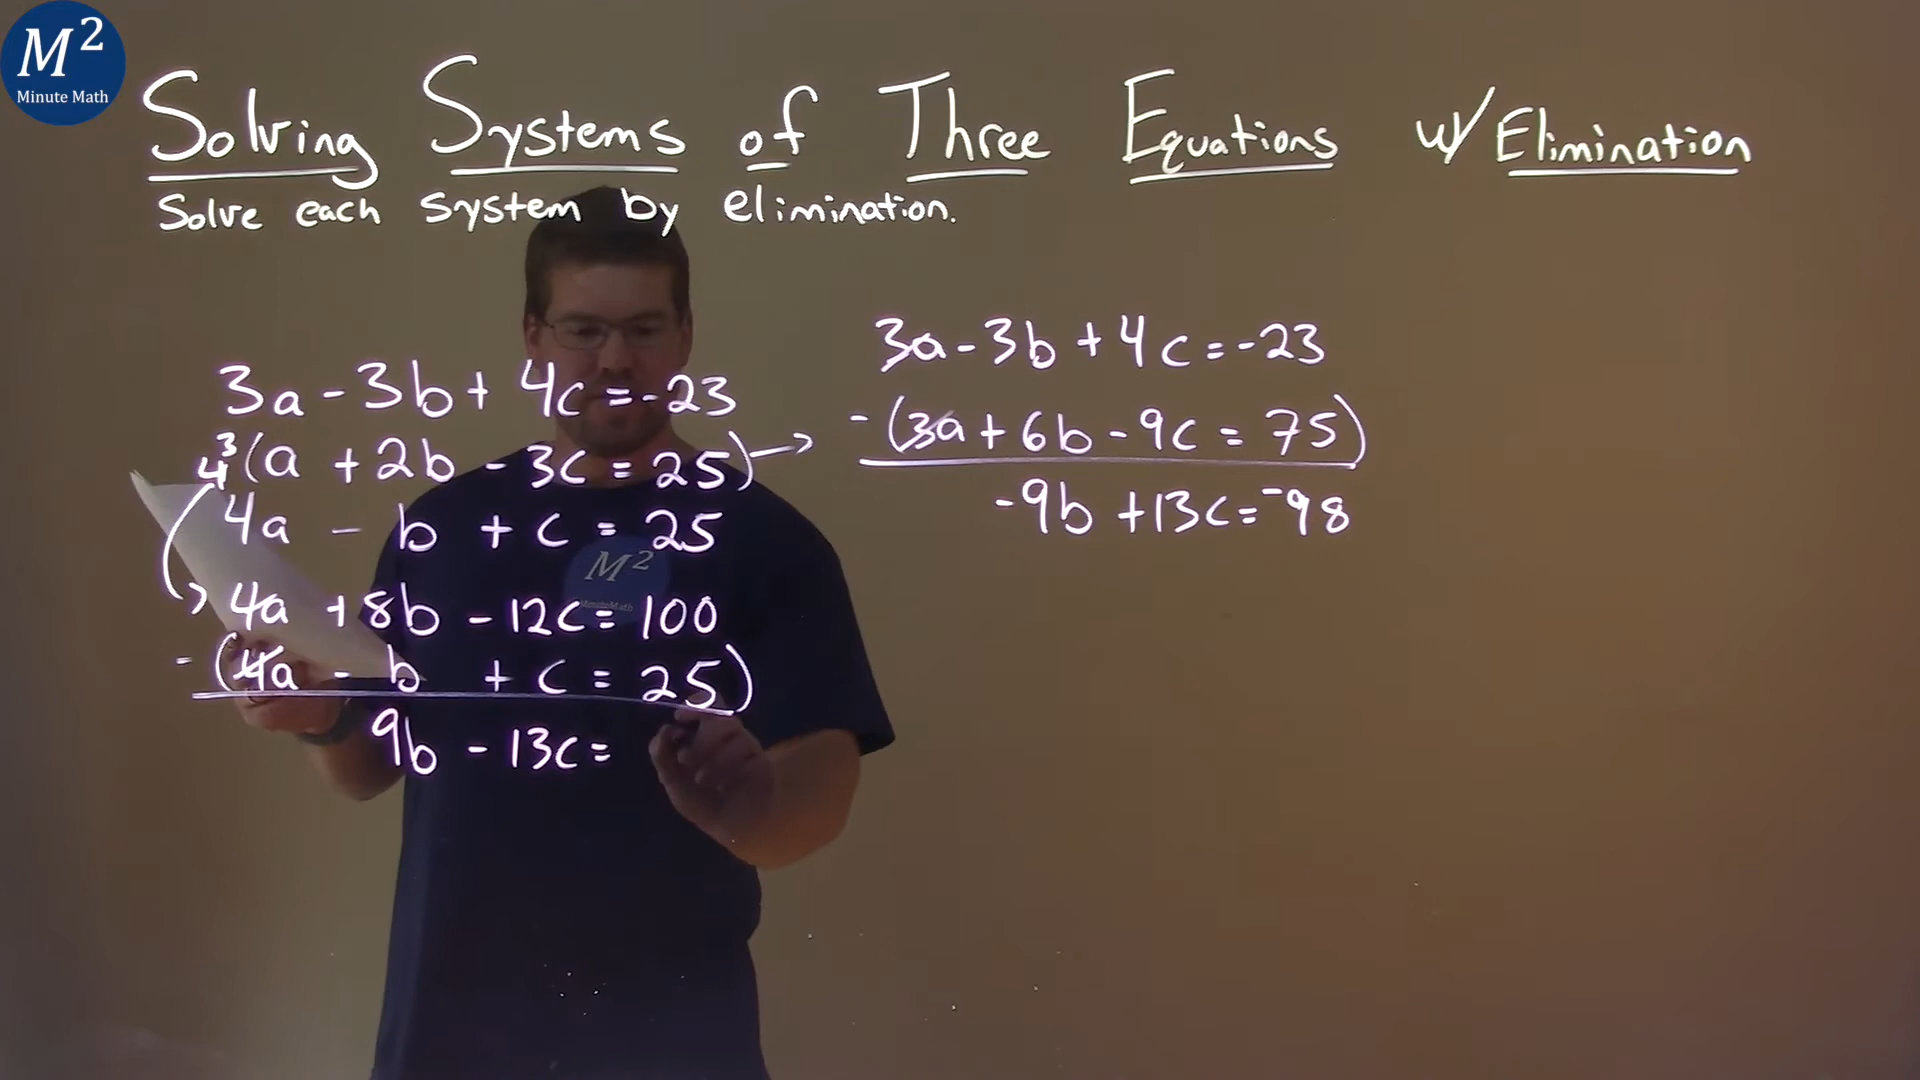 M²
Minute Math
Solving Systems of Three Equations w/ Elimination
Solve each system by elimination.
3a - 3b + 4c = -23
4 3(a + 2b - 3c = 25) →
4a - b + c = 25
4a + 8b - 12c = 100
- (4a - b + c = 25)
9b - 13c =
3a - 3b + 4c = -23
- (3a + 6b - 9c = 75)
-9b + 13c = -98
M²
MinuteMath